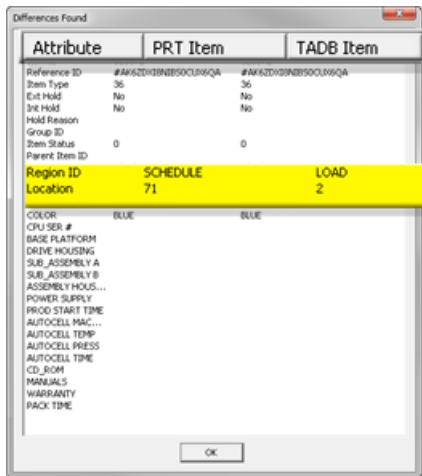 Differences Found
Attribute PRT Item TADB Item
Reference ID #AK6ZDXI8NIBS0CUX6QA #AK6ZDXI8NIBS0CUX6QA
Item Type 36 36
Ext Hold No No
Int Hold No No
Hold Reason
Group ID
Item Status 0 0
Parent Item ID
Region ID SCHEDULE LOAD
Location 71 2
COLOR BLUE BLUE
CPU SER #
BASE PLATFORM
DRIVE HOUSING
SUB_ASSEMBLY A
SUB_ASSEMBLY B
ASSEMBLY HOUS...
POWER SUPPLY
PROD START TIME
AUTOCELL MAC...
AUTOCELL TEMP
AUTOCELL PRESS
AUTOCELL TIME
CD_ROM
MANUALS
WARRANTY
PACK TIME
OK